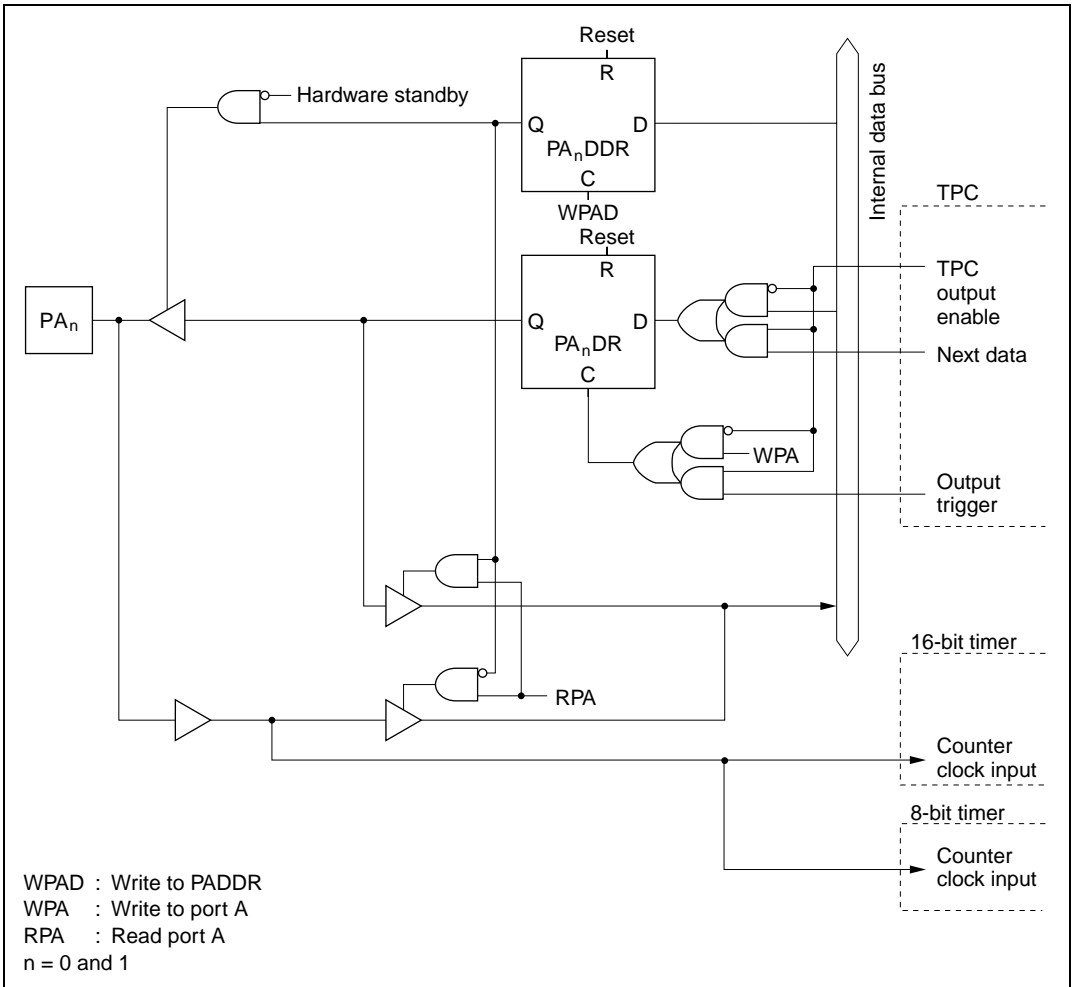 Reset
R
Hardware standby
Q
D
PAnDDR
C
WPAD
Internal data bus
TPC
Reset
R
TPC
output
enable
PAn
Q
D
PAnDR
Next data
C
WPA
Output
trigger
16-bit timer
RPA
Counter
clock input
8-bit timer
Counter
clock input
WPAD : Write to PADDR
WPA : Write to port A
RPA : Read port A
n = 0 and 1